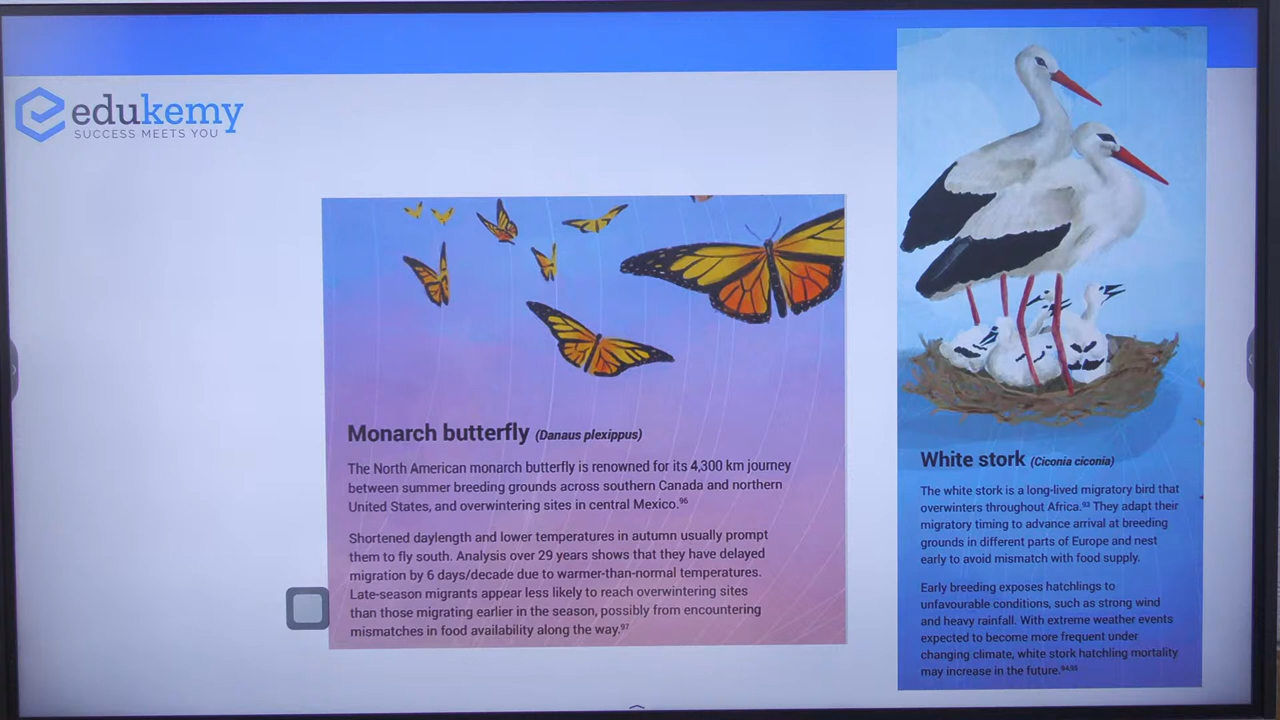 edukemy
SUCCESS MEETS YOU
Monarch butterfly (Danaus plexippus)
The North American monarch butterfly is renowned for its 4,300 km journey
between summer breeding grounds across southern Canada and northern
United States, and overwintering sites in central Mexico.96
Shortened daylength and lower temperatures in autumn usually prompt
them to fly south. Analysis over 29 years shows that they have delayed
migration by 6 days/decade due to warmer-than-normal temperatures.
Late-season migrants appear less likely to reach overwintering sites
than those migrating earlier in the season, possibly from encountering
mismatches in food availability along the way.97
White stork (Ciconia ciconia)
The white stork is a long-lived migratory bird that
overwinters throughout Africa.93 They adapt their
migratory timing to advance arrival at breeding
grounds in different parts of Europe and nest
early to avoid mismatch with food supply.
Early breeding exposes hatchlings to
unfavourable conditions, such as strong wind
and heavy rainfall. With extreme weather events
expected to become more frequent under
changing climate, white stork hatchling mortality
may increase in the future.94,95